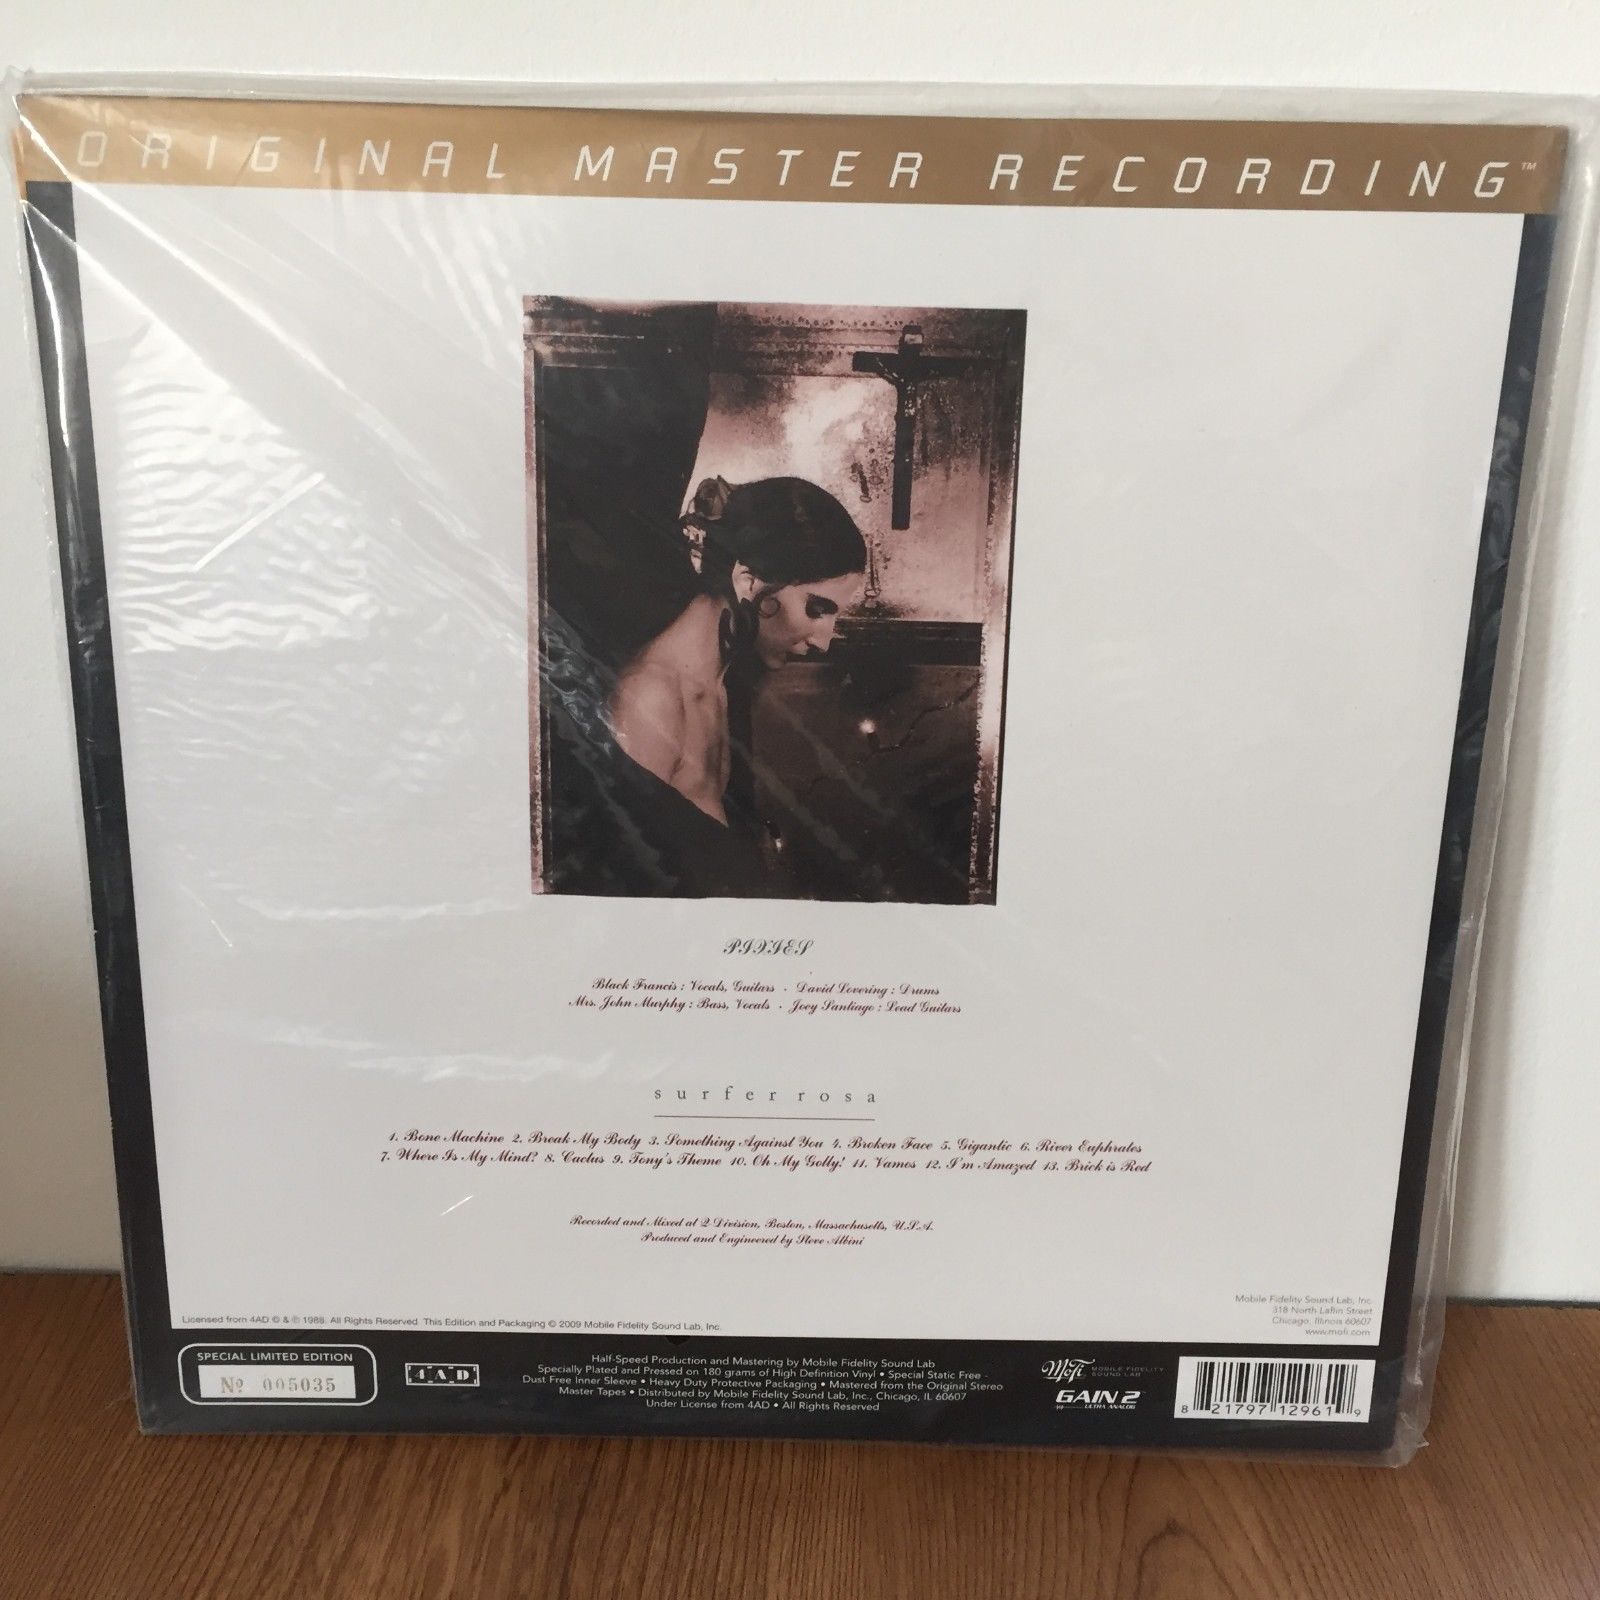 ORIGINAL MASTER RECORDING™
PIXIES
Black Francis : Vocals, Guitars · David Lovering : Drums
Mrs. John Murphy : Bass, Vocals · Joey Santiago : Lead Guitars
surfer rosa
1. Bone Machine 2. Break My Body 3. Something Against You 4. Broken Face 5. Gigantic 6. River Euphrates
7. Where Is My Mind? 8. Cactus 9. Tony's Theme 10. Oh My Golly! 11. Vamos 12. I'm Amazed 13. Brick is Red
Recorded and Mixed at 2 Division, Boston, Massachusetts, U.S.A.
Produced and Engineered by Steve Albini
Mobile Fidelity Sound Lab, Inc.
318 North Laflin Street
Chicago, Illinois 60607
www.mofi.com
Licensed from 4AD © & ℗ 1988. All Rights Reserved. This Edition and Packaging © 2009 Mobile Fidelity Sound Lab, Inc.
SPECIAL LIMITED EDITION
No 005035
4AD
Half-Speed Production and Mastering by Mobile Fidelity Sound Lab
Specially Plated and Pressed on 180 grams of High Definition Vinyl • Special Static Free -
Dust Free Inner Sleeve • Heavy Duty Protective Packaging • Mastered from the Original Stereo
Master Tapes • Distributed by Mobile Fidelity Sound Lab, Inc., Chicago, IL 60607
Under License from 4AD • All Rights Reserved
MoFi MOBILE FIDELITY
SOUND LAB
GAIN 2™
ULTRA ANALOG
8 21797 12961 9